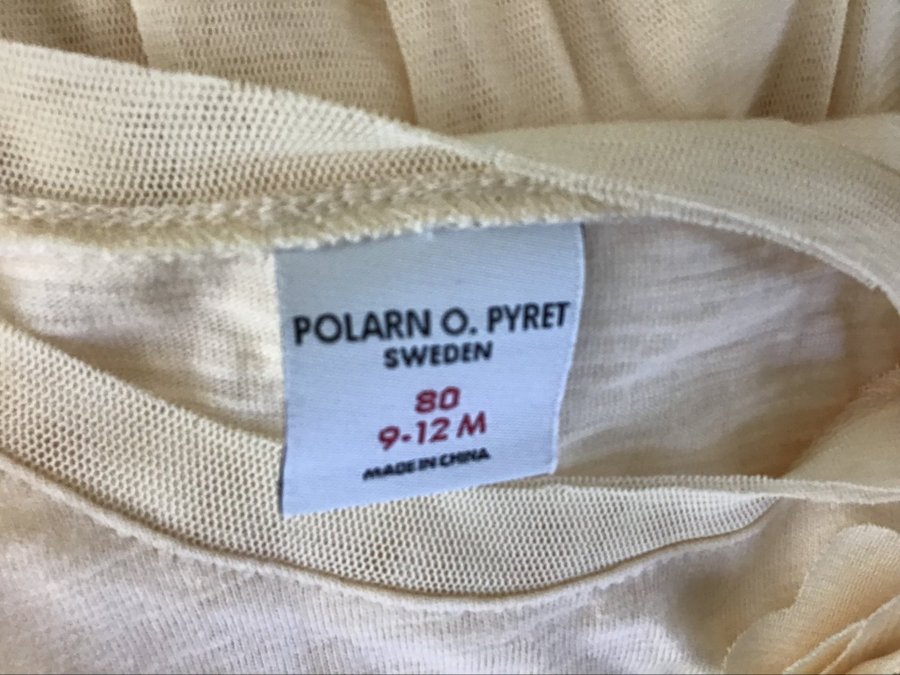 POLARN O. PYRET
SWEDEN
80
9-12 M
MADE IN CHINA